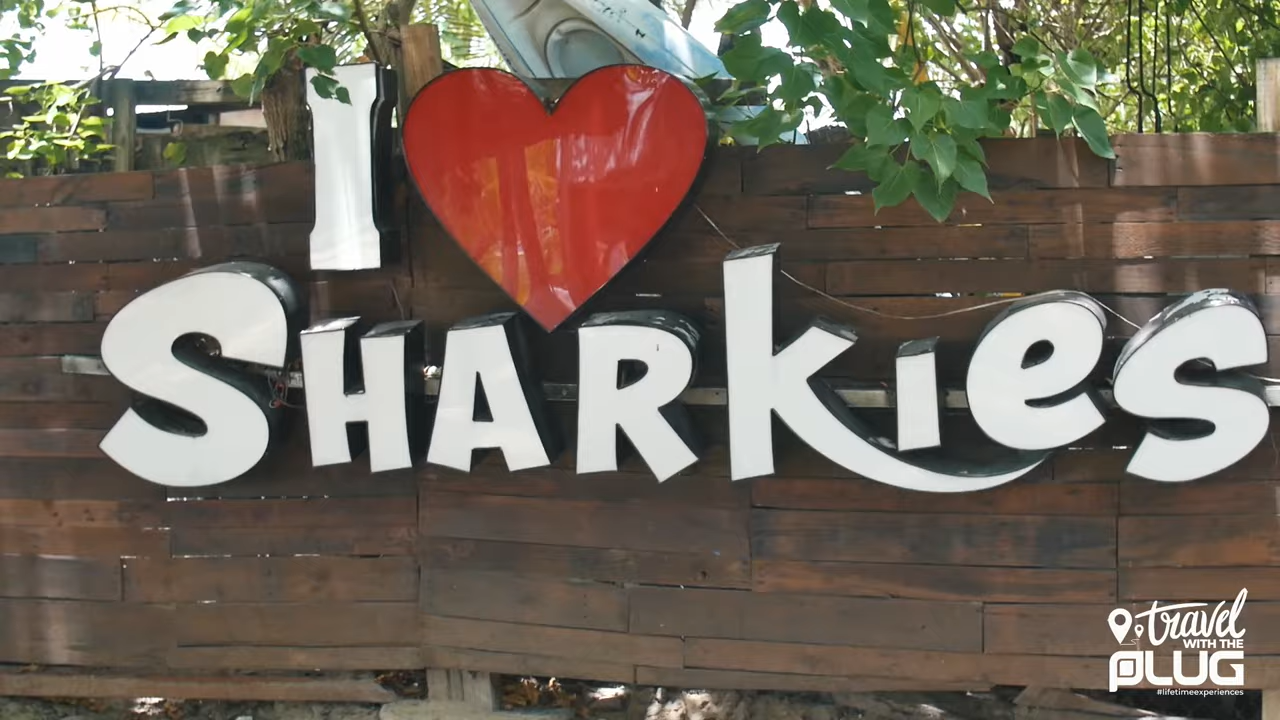 I
SHARkies
travel
WITH THE
PLUG
#lifetimeexperiences